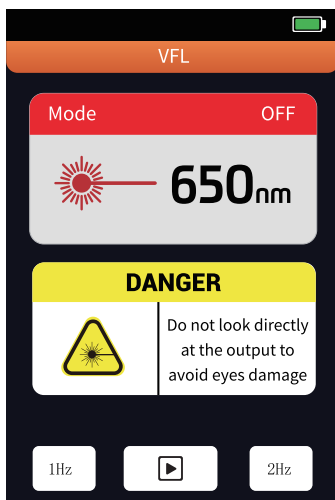 VFL
Mode OFF
650nm
DANGER
Do not look directly
at the output to
avoid eyes damage
1Hz 2Hz